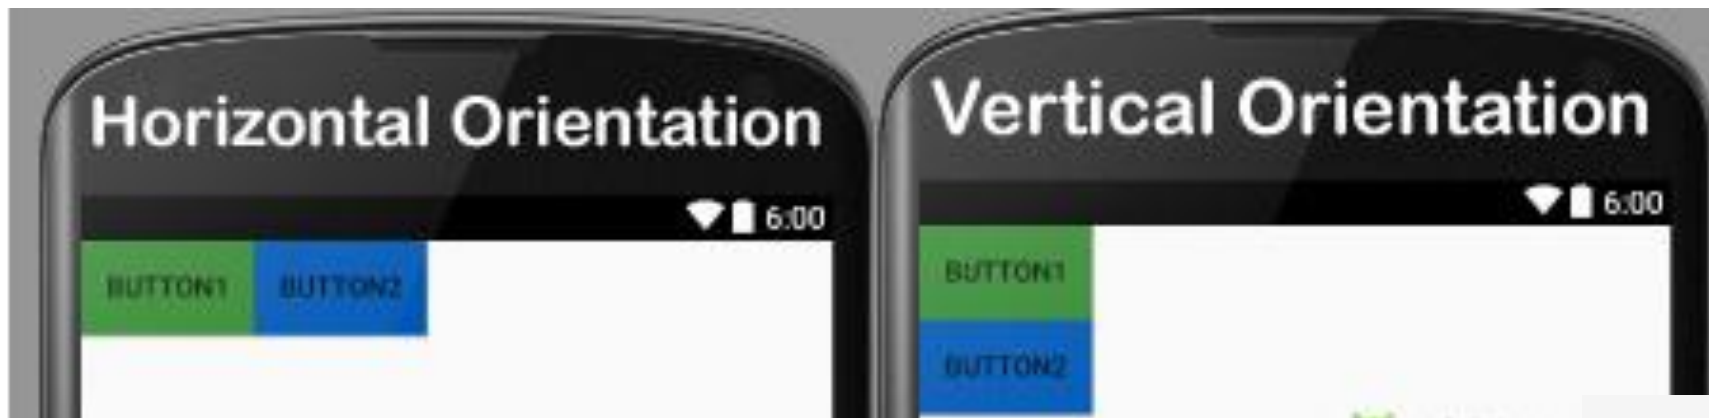 Horizontal Orientation
6:00
BUTTON1 BUTTON2
Vertical Orientation
6:00
BUTTON1
BUTTON2